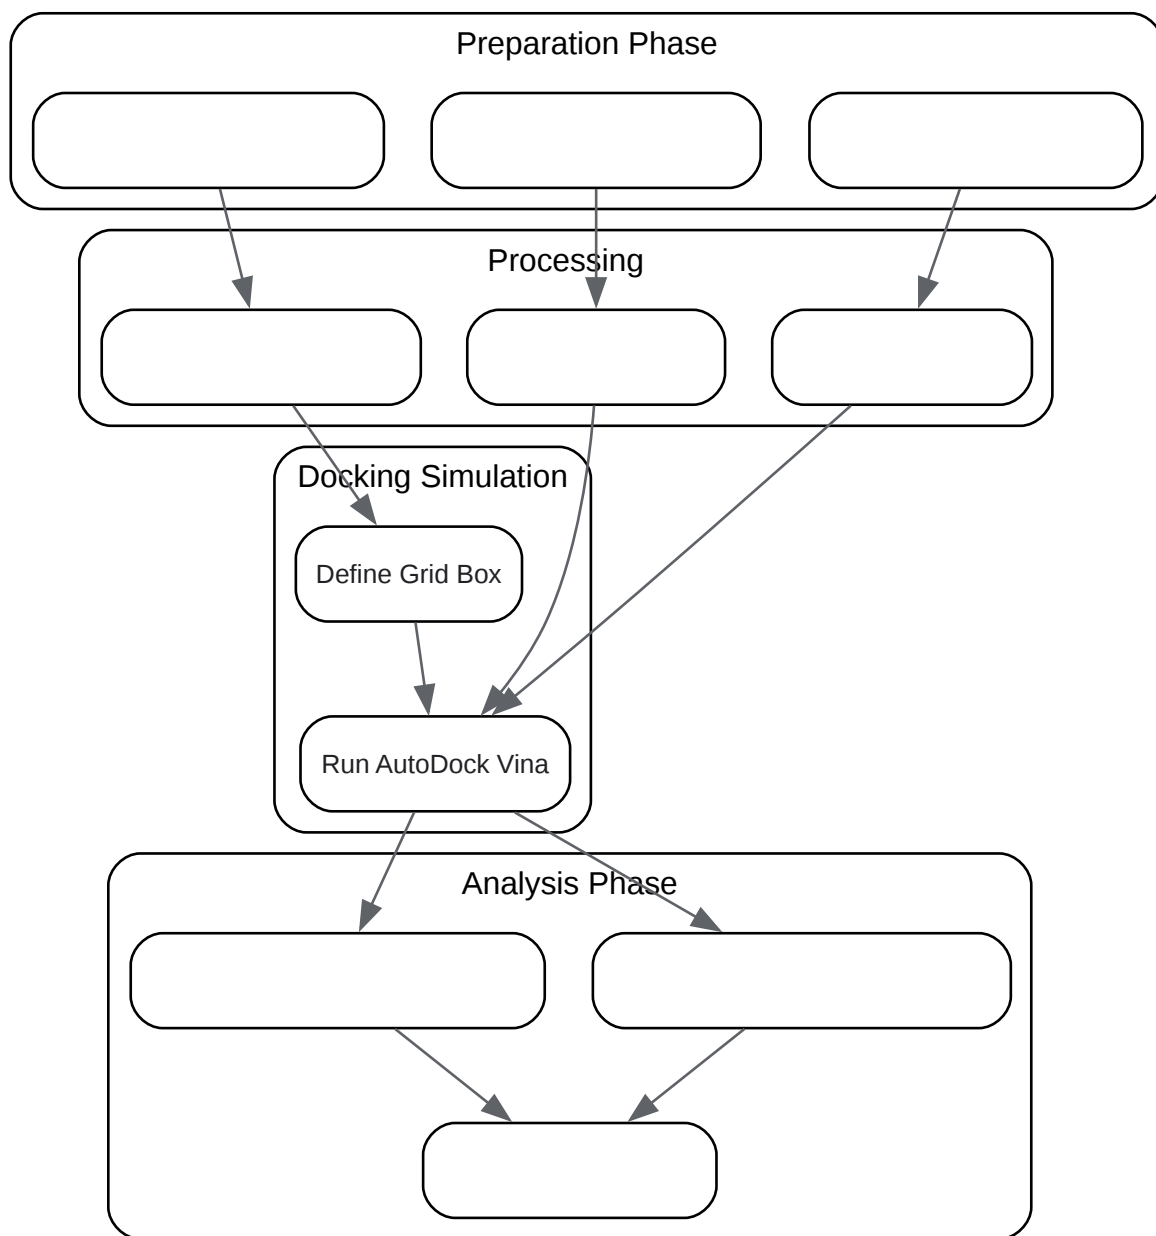 Preparation Phase
Processing
Docking Simulation
Define Grid Box
Run AutoDock Vina
Analysis Phase